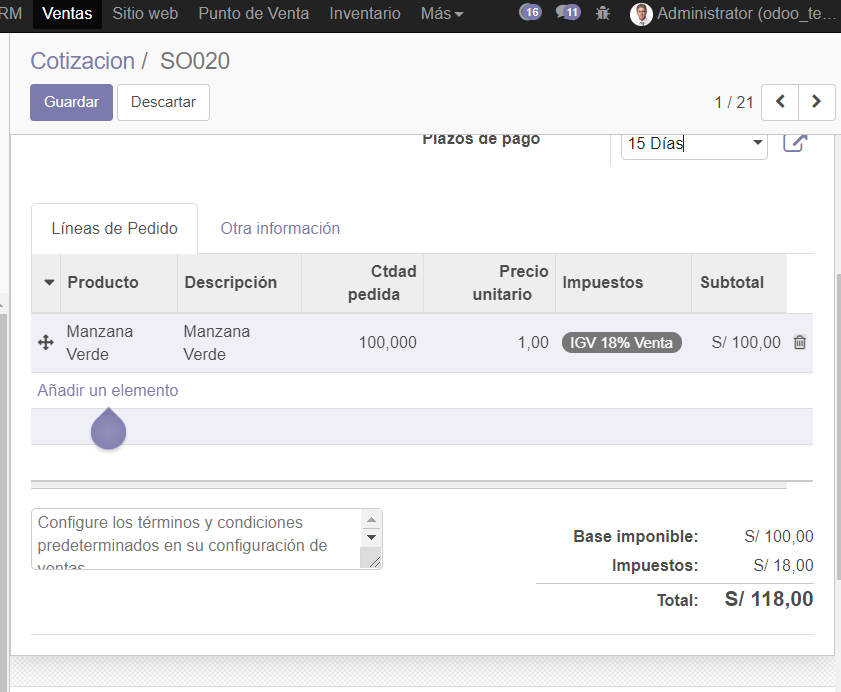 RM Ventas Sitio web Punto de Venta Inventario Más 16 11 Administrator (odoo_te...
Cotizacion / SO020
Guardar Descartar 1 / 21
Plazos de pago 15 Días
Líneas de Pedido Otra información
Producto Descripción Ctdad pedida Precio unitario Impuestos Subtotal
Manzana Verde Manzana Verde 100,000 1,00 IGV 18% Venta S/ 100,00
Añadir un elemento
Configure los términos y condiciones
predeterminados en su configuración de
ventas
Base imponible: S/ 100,00
Impuestos: S/ 18,00
Total: S/ 118,00